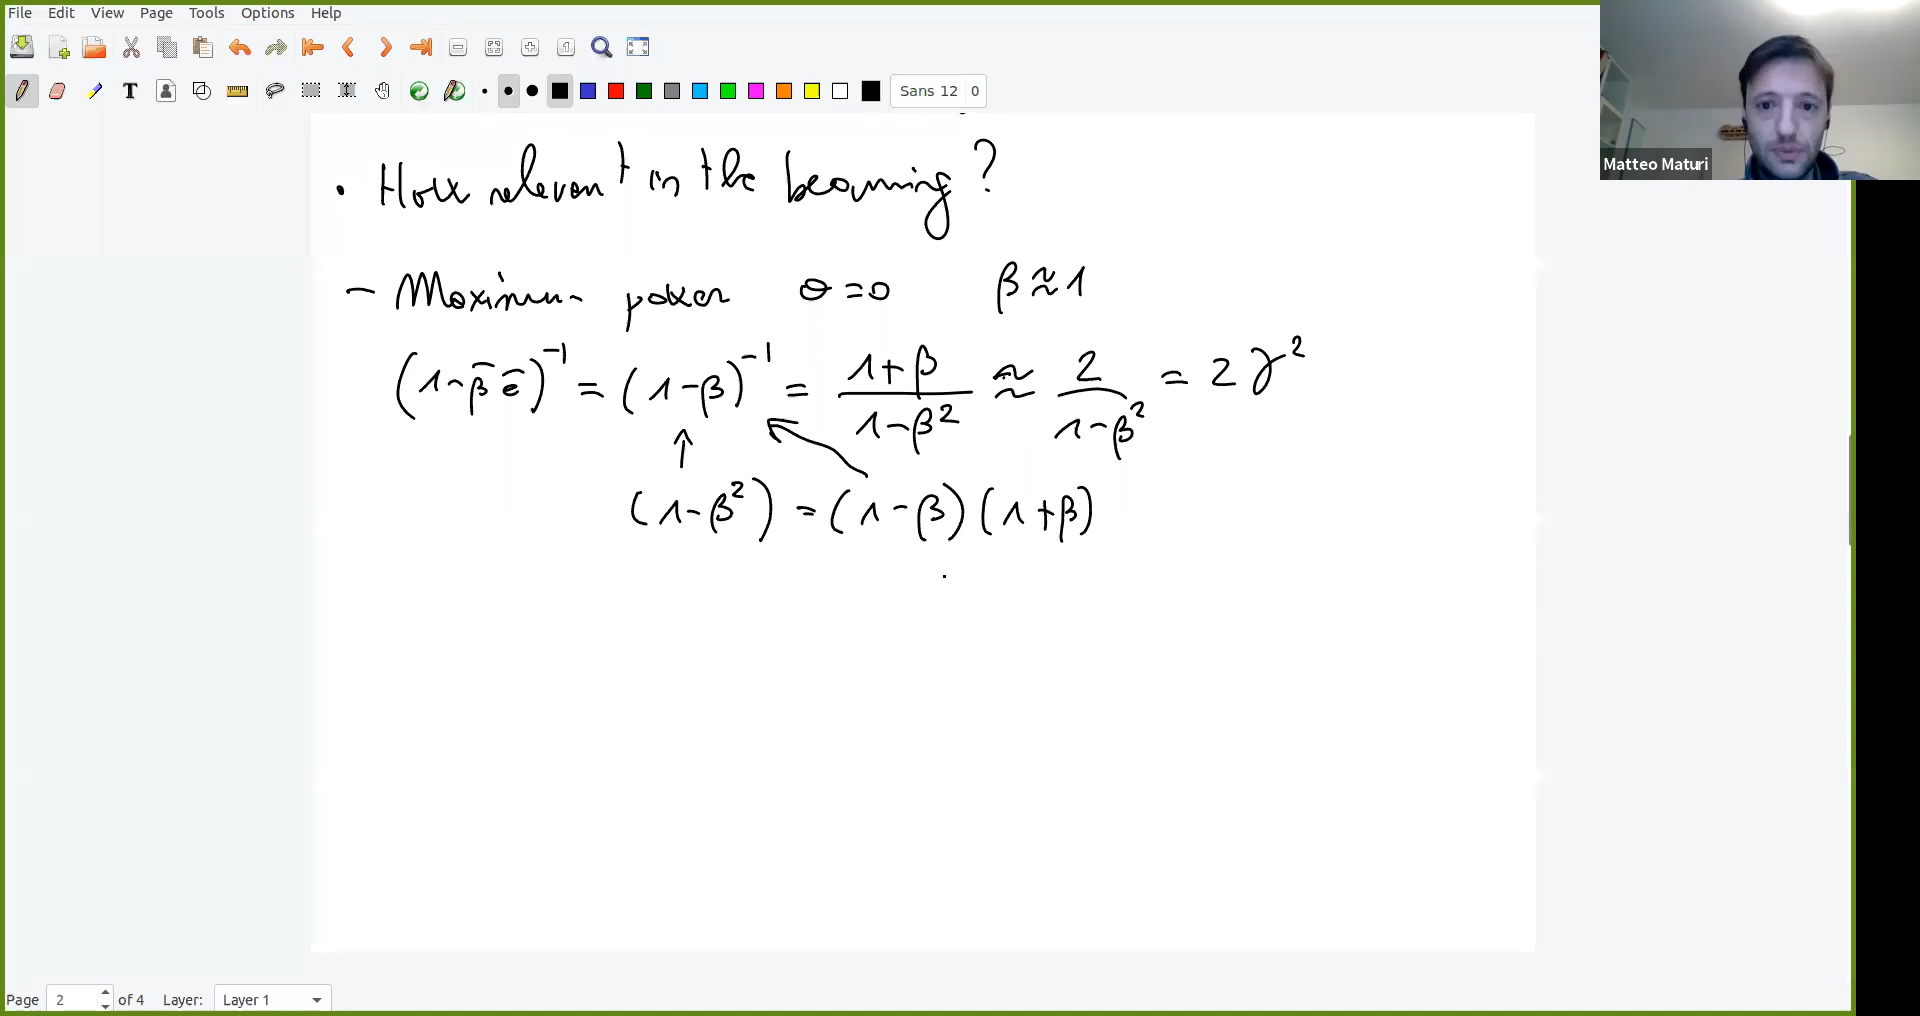 File Edit View Page Tools Options Help
Matteo Maturi
Sans 12 0
• How relevant is the beaming?
– Maximum power θ = 0 β ≈ 1
(1 - β⃗ e⃗)⁻¹ = (1 - β)⁻¹ = (1 + β)/(1 - β²) ≈ 2/(1 - β²) = 2γ²
(1 - β²) = (1 - β)(1 + β)
Page 2 of 4 Layer: Layer 1